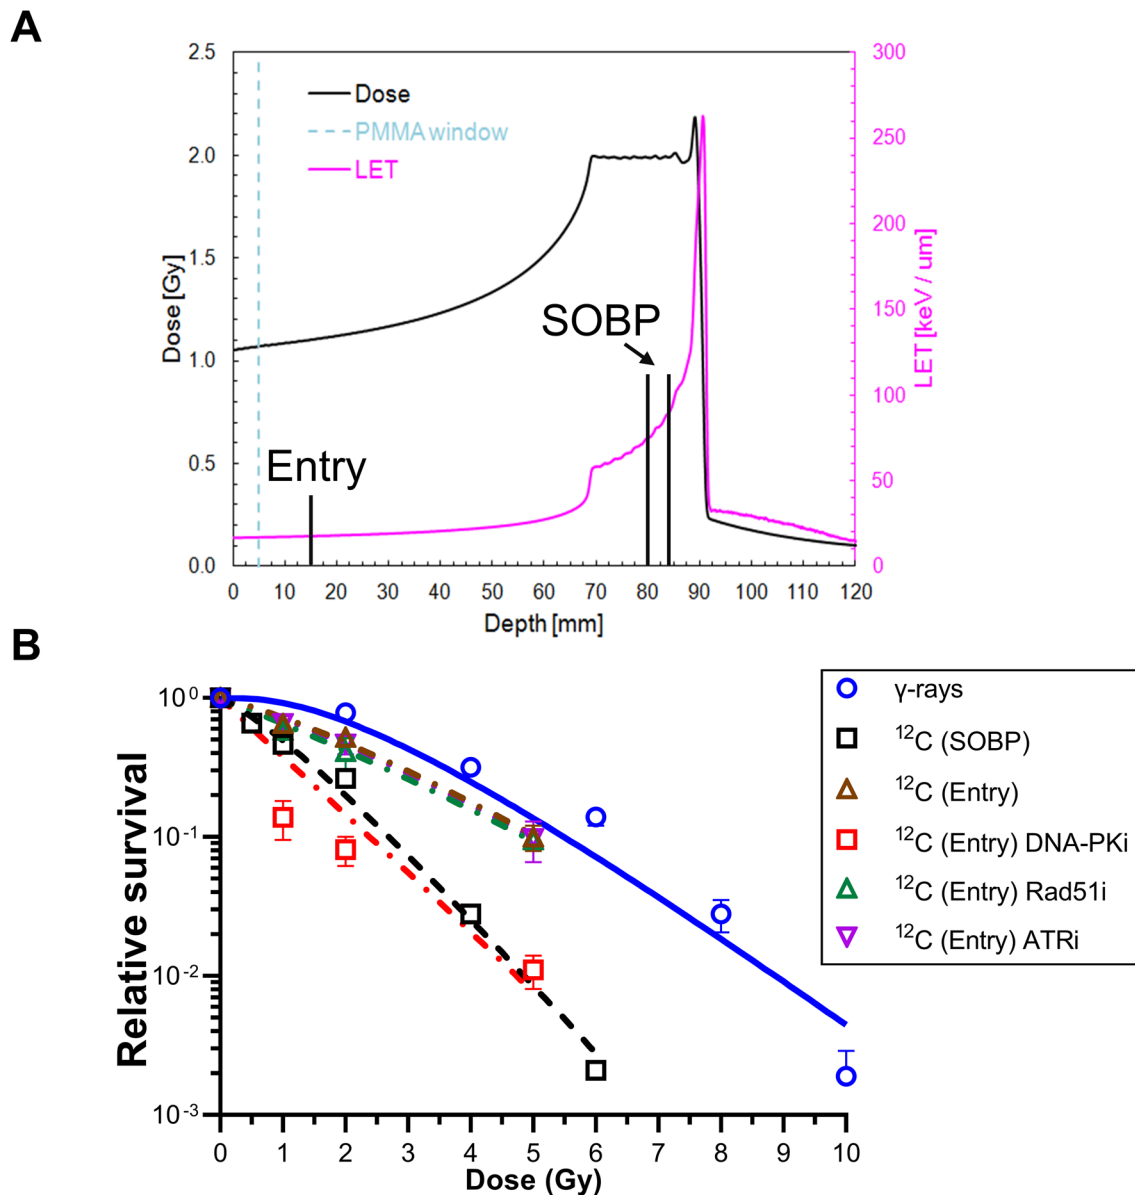 A
2.5
2.0
1.5
1.0
0.5
0.0
Dose [Gy]
Dose
PMMA window
LET
Entry
SOBP
300
250
200
150
100
50
0
LET [keV / um]
0 10 20 30 40 50 60 70 80 90 100 110 120
Depth [mm]
B
10⁰
10⁻¹
10⁻²
10⁻³
Relative survival
0 1 2 3 4 5 6 7 8 9 10
Dose (Gy)
γ-rays
¹²C (SOBP)
¹²C (Entry)
¹²C (Entry) DNA-PKi
¹²C (Entry) Rad51i
¹²C (Entry) ATRi